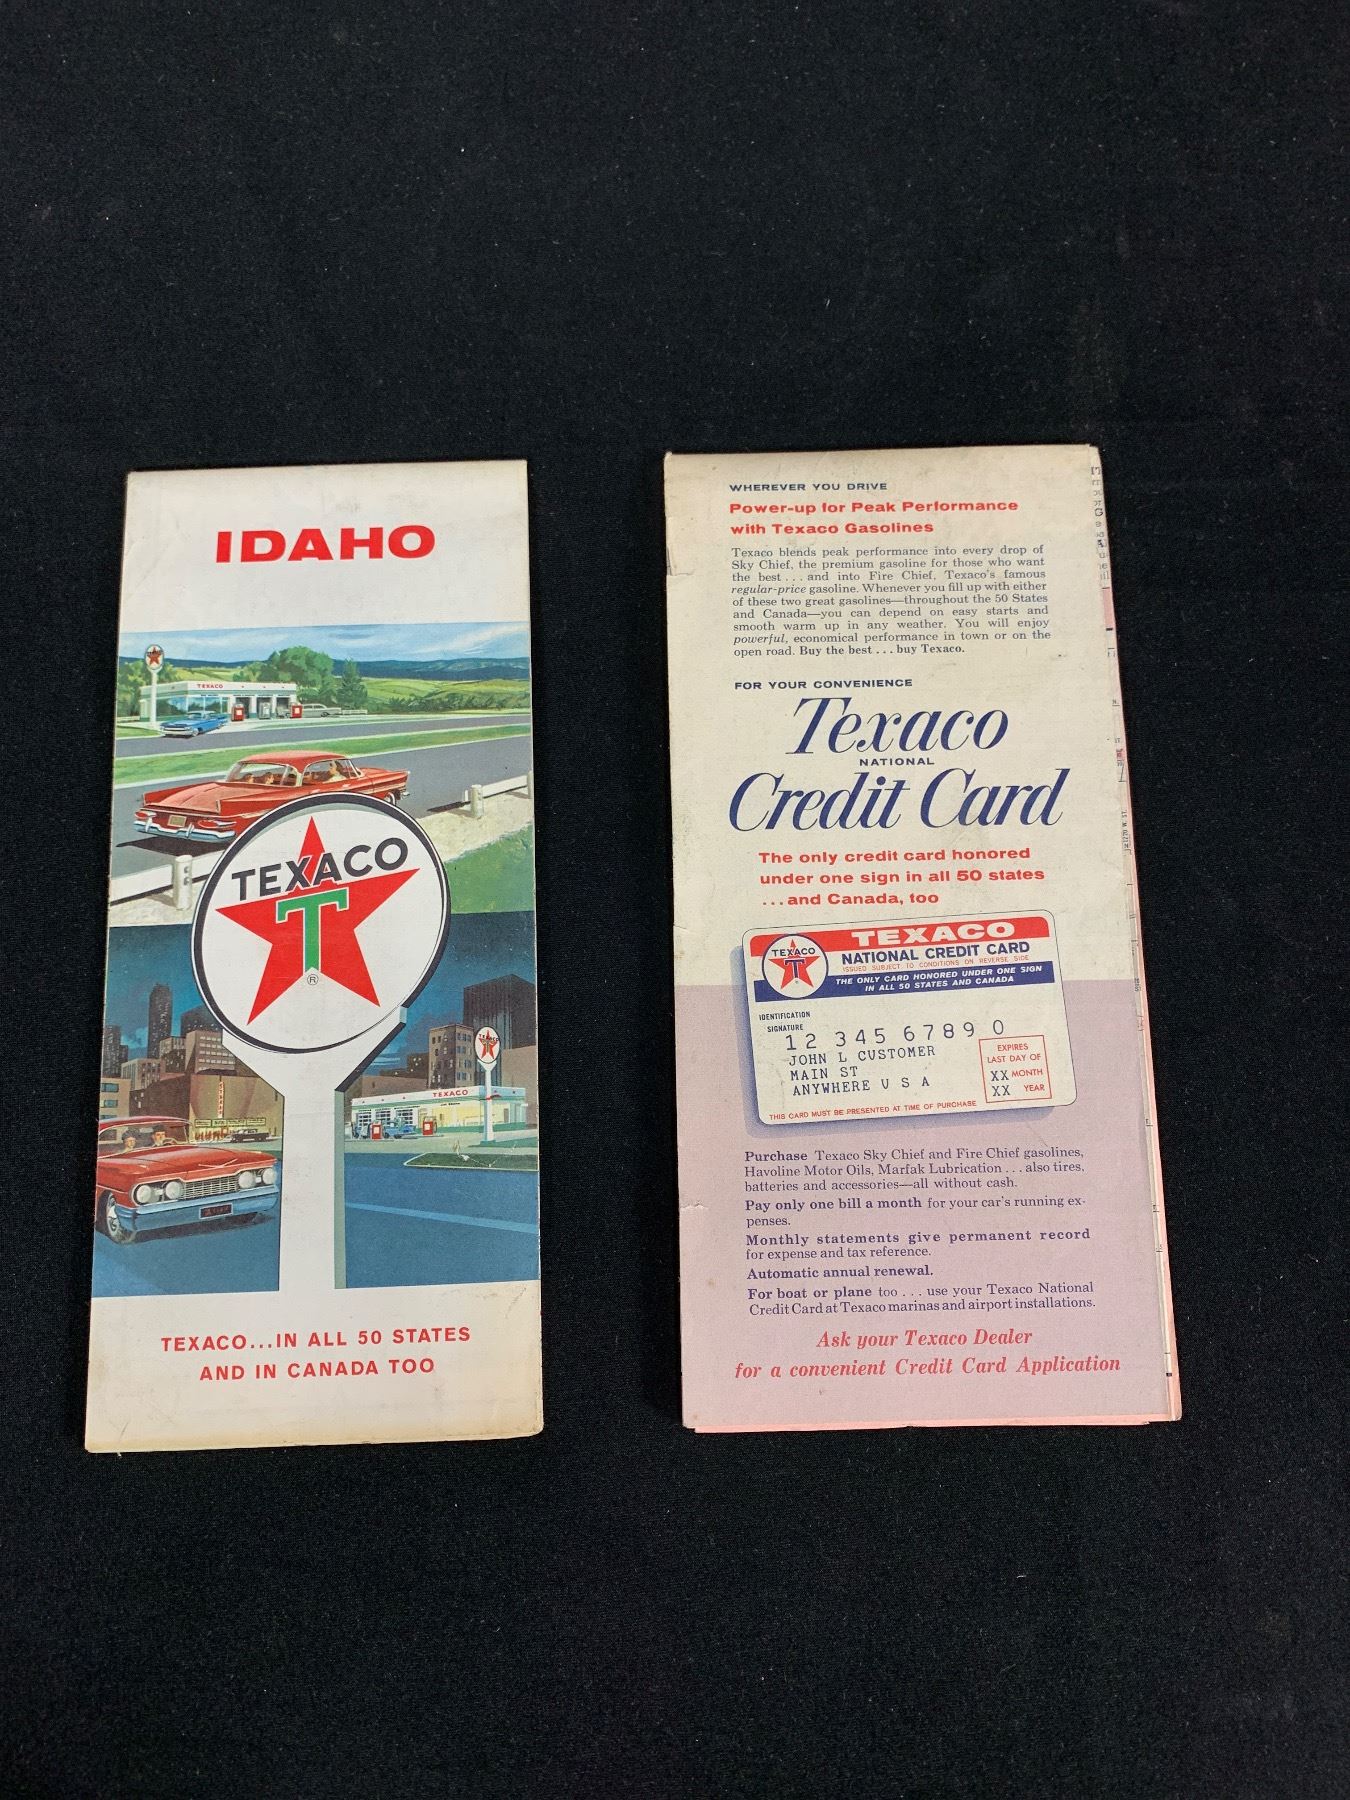 IDAHO
TEXACO
TEXACO
T
®
TEXACO
TEXACO...IN ALL 50 STATES
AND IN CANADA TOO
WHEREVER YOU DRIVE
Power-up for Peak Performance
with Texaco Gasolines
Texaco blends peak performance into every drop of
Sky Chief, the premium gasoline for those who want
the best... and into Fire Chief, Texaco's famous
regular-price gasoline. Whenever you fill up with either
of these two great gasolines—throughout the 50 States
and Canada—you can depend on easy starts and
smooth warm up in any weather. You will enjoy
powerful, economical performance in town or on the
open road. Buy the best... buy Texaco.
FOR YOUR CONVENIENCE
Texaco
NATIONAL
Credit Card
The only credit card honored
under one sign in all 50 states
...and Canada, too
TEXACO
TEXACO
T
NATIONAL CREDIT CARD
ISSUED SUBJECT TO CONDITIONS ON REVERSE SIDE
THE ONLY CARD HONORED UNDER ONE SIGN
IN ALL 50 STATES AND CANADA
IDENTIFICATION
SIGNATURE
12 345 6789 0
JOHN L CUSTOMER
MAIN ST
ANYWHERE U S A
EXPIRES
LAST DAY OF
XX MONTH
XX YEAR
THIS CARD MUST BE PRESENTED AT TIME OF PURCHASE
Purchase Texaco Sky Chief and Fire Chief gasolines,
Havoline Motor Oils, Marfak Lubrication... also tires,
batteries and accessories—all without cash.
Pay only one bill a month for your car's running ex-
penses.
Monthly statements give permanent record
for expense and tax reference.
Automatic annual renewal.
For boat or plane too... use your Texaco National
Credit Card at Texaco marinas and airport installations.
Ask your Texaco Dealer
for a convenient Credit Card Application